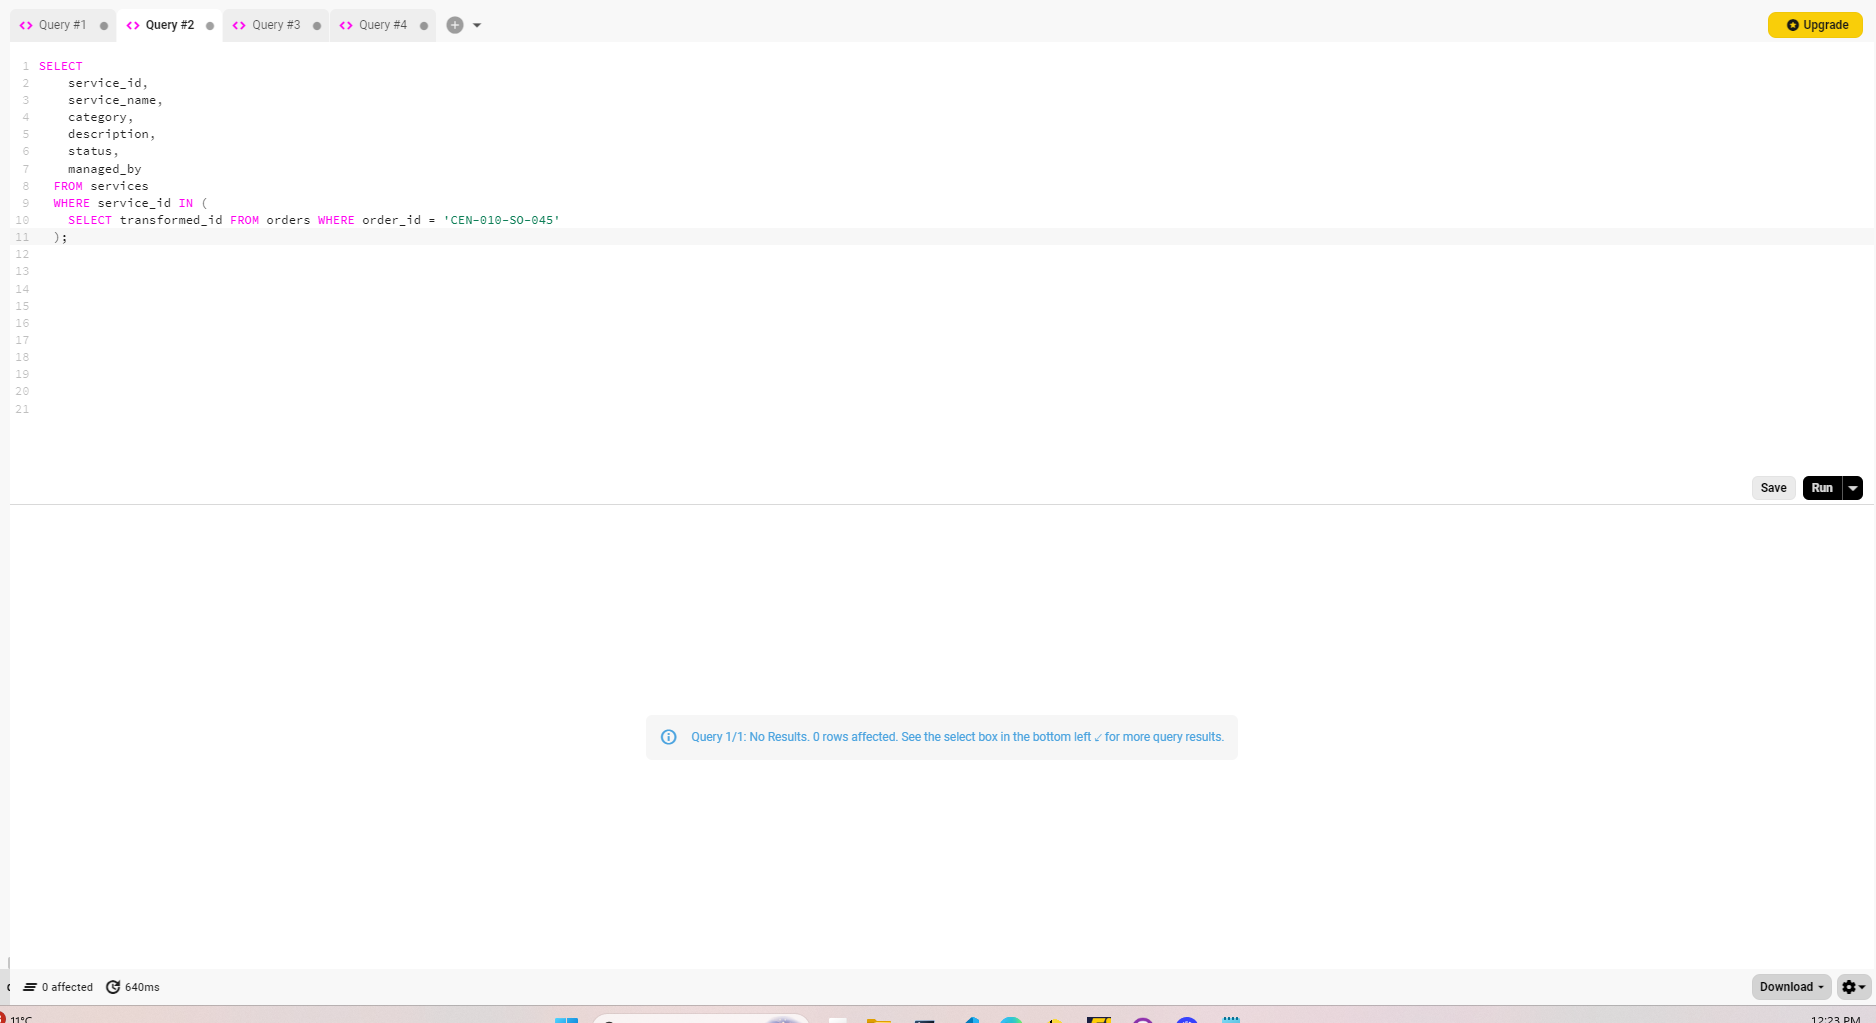 Query #1
Query #2
Query #3
Query #4
Upgrade
1 SELECT
2 service_id,
3 service_name,
4 category,
5 description,
6 status,
7 managed_by
8 FROM services
9 WHERE service_id IN (
10 SELECT transformed_id FROM orders WHERE order_id = 'CEN-010-SO-045'
11 );
12
13
14
15
16
17
18
19
20
21
Save
Run
Query 1/1: No Results. 0 rows affected. See the select box in the bottom left ↙ for more query results.
0 affected
640ms
Download
11°C
12:23 PM